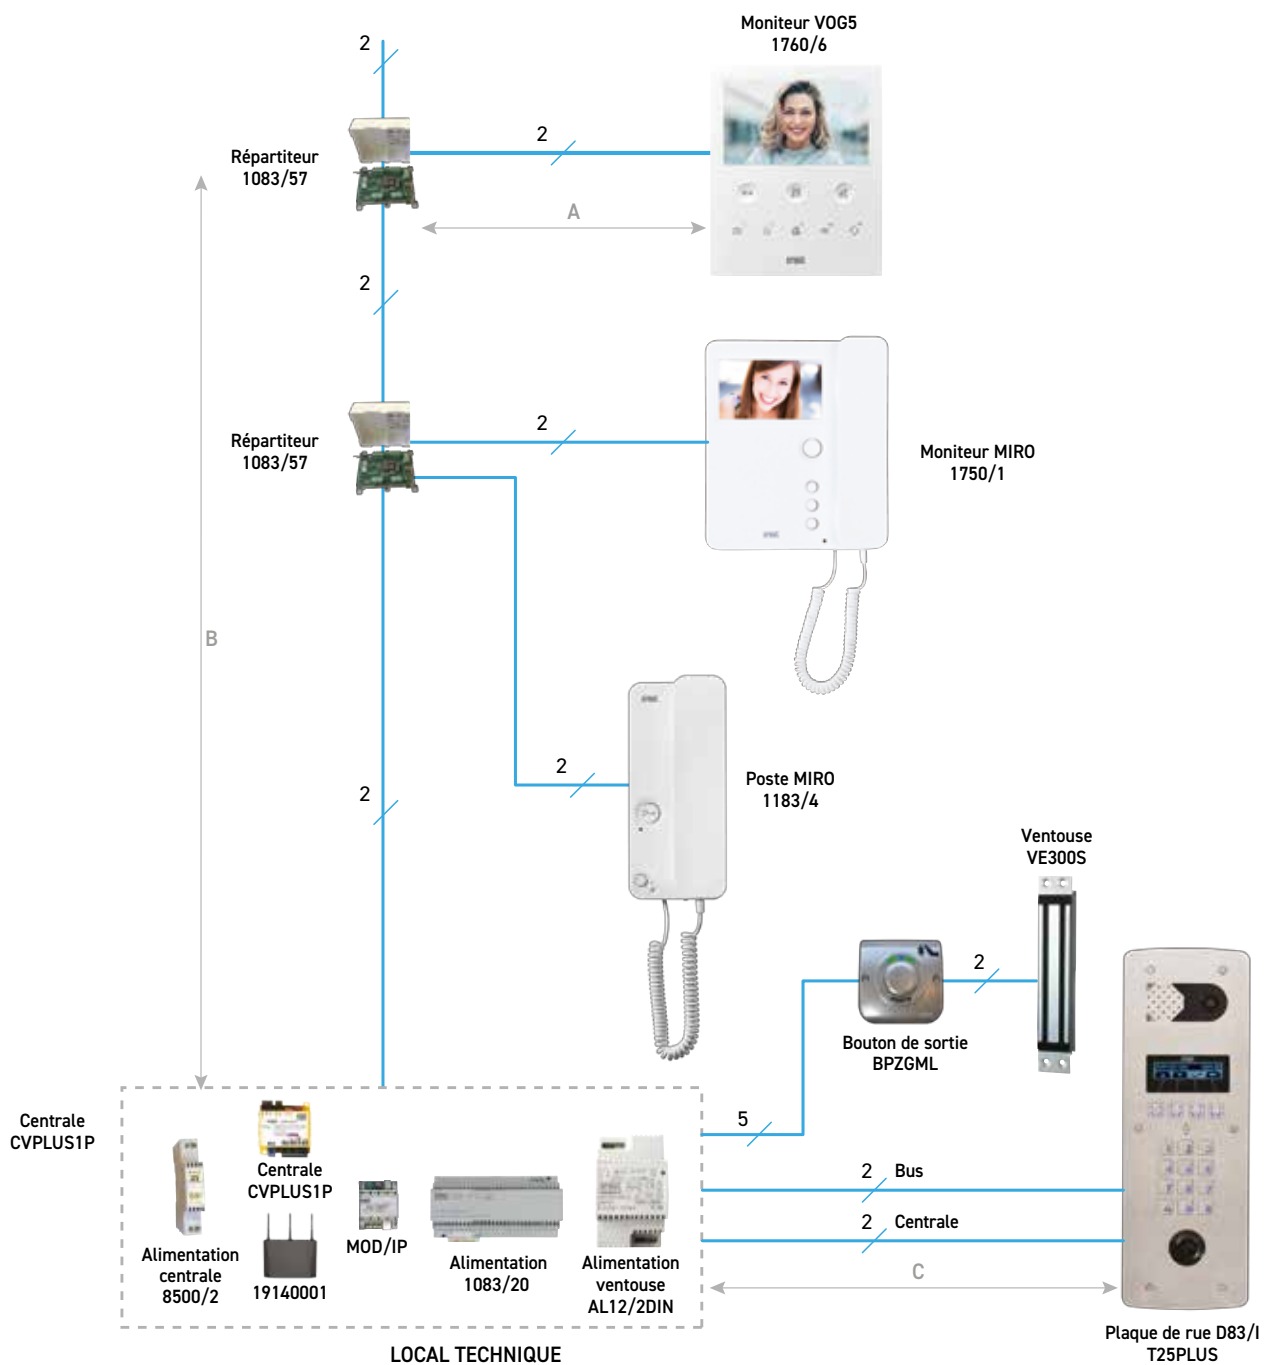 Moniteur VOG5
1760/6
2
Répartiteur
1083/57
2
A
2
Répartiteur
1083/57
2
Moniteur MIRO
1750/1
B
2
2
Poste MIRO
1183/4
Ventouse
VE300S
2
Bouton de sortie
BPZGML
Centrale
CVPLUS1P
5
Centrale
CVPLUS1P
2 Bus
MOD/IP
2 Centrale
Alimentation
centrale
8500/2
19140001
Alimentation
1083/20
Alimentation
ventouse
AL12/2DIN
C
LOCAL TECHNIQUE
Plaque de rue D83/I
T25PLUS